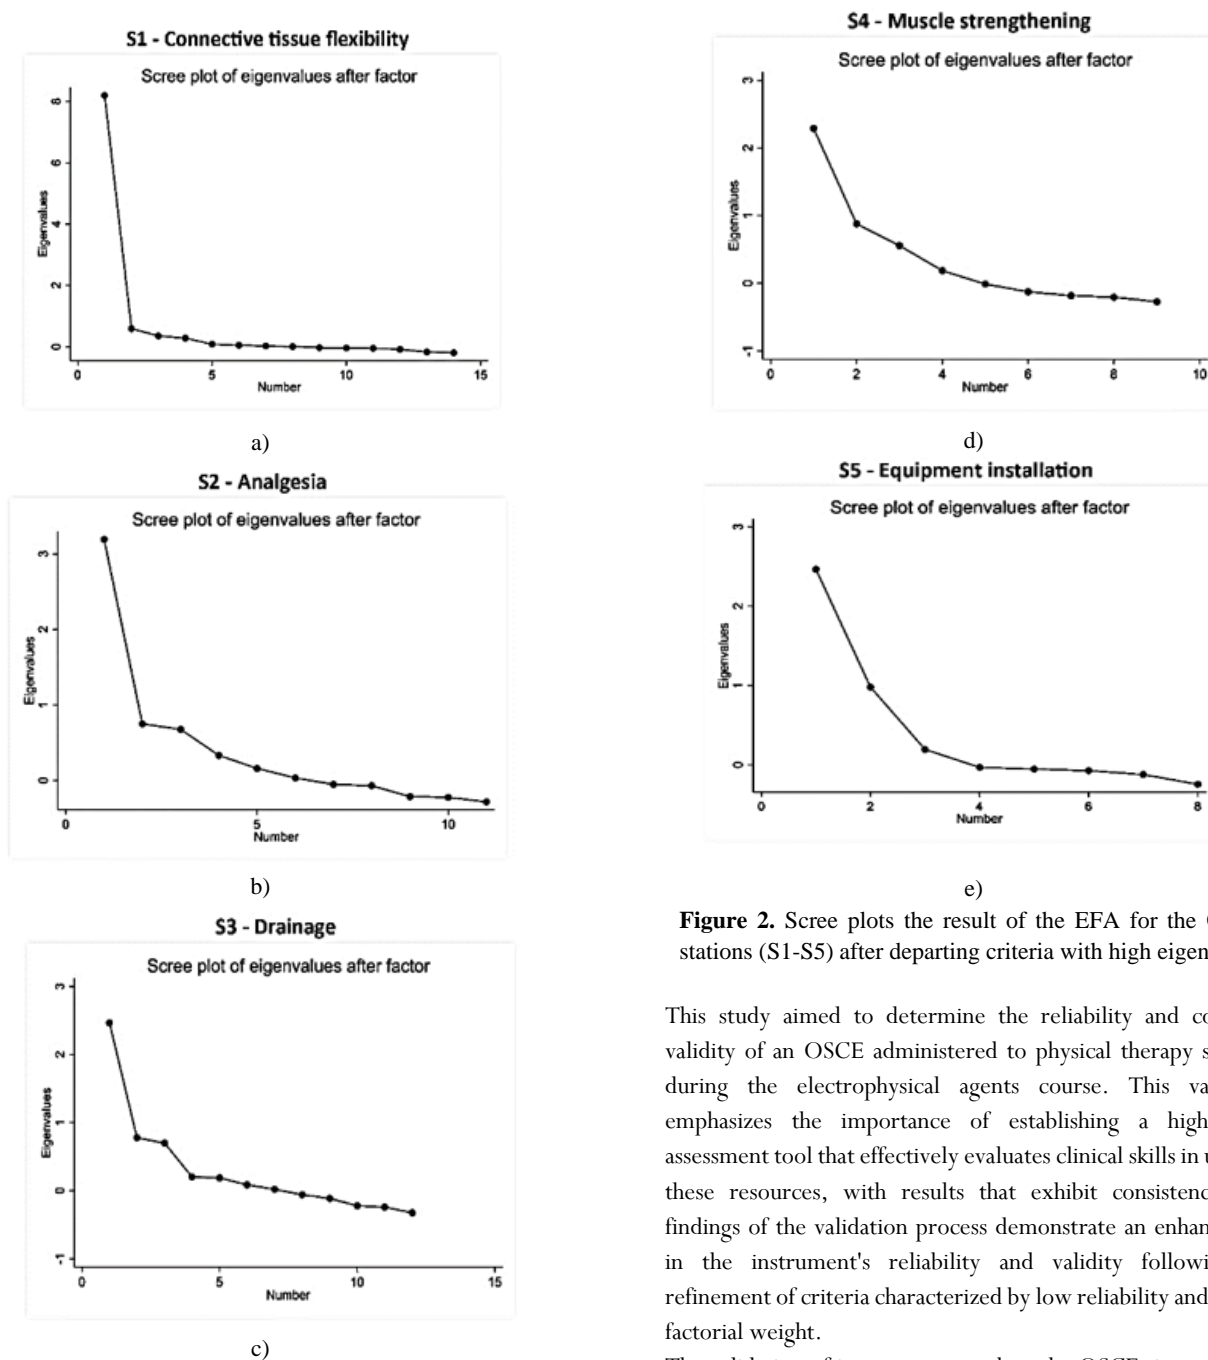 S1 - Connective tissue flexibility
Scree plot of eigenvalues after factor
Eigenvalues
8
6
4
2
0
0 5 10 15
Number
a)
S2 - Analgesia
Scree plot of eigenvalues after factor
Eigenvalues
3
2
1
0
0 5 10
Number
b)
S3 - Drainage
Scree plot of eigenvalues after factor
Eigenvalues
3
2
1
0
-1
0 5 10 15
Number
c)
S4 - Muscle strengthening
Scree plot of eigenvalues after factor
Eigenvalues
3
2
1
0
-1
0 2 4 6 8 10
Number
d)
S5 - Equipment installation
Scree plot of eigenvalues after factor
Eigenvalues
3
2
1
0
0 2 4 6 8
Number
e)
Figure 2. Scree plots the result of the EFA for the
stations (S1-S5) after departing criteria with high eigen
This study aimed to determine the reliability and co
validity of an OSCE administered to physical therapy s
during the electrophysical agents course. This va
emphasizes the importance of establishing a high
assessment tool that effectively evaluates clinical skills in u
these resources, with results that exhibit consistenc
findings of the validation process demonstrate an enhan
in the instrument's reliability and validity followi
refinement of criteria characterized by low reliability and
factorial weight.